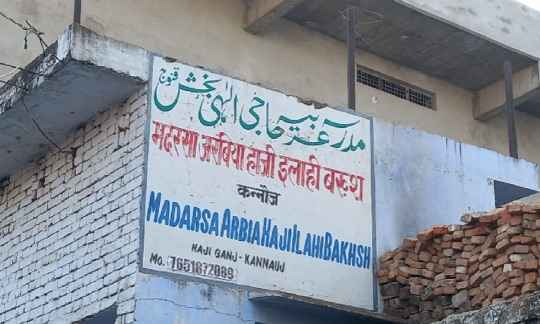 مدرسہ عربیہ حاجی الٰہی بخش قنوج
मदरसा अरबिया हाजी इलाही बख्श
कन्नौज
MADARSA ARBIA HAJI ILAHI BAKHSH
HAJI GANJ - KANNAUJ
MO. 7651872089